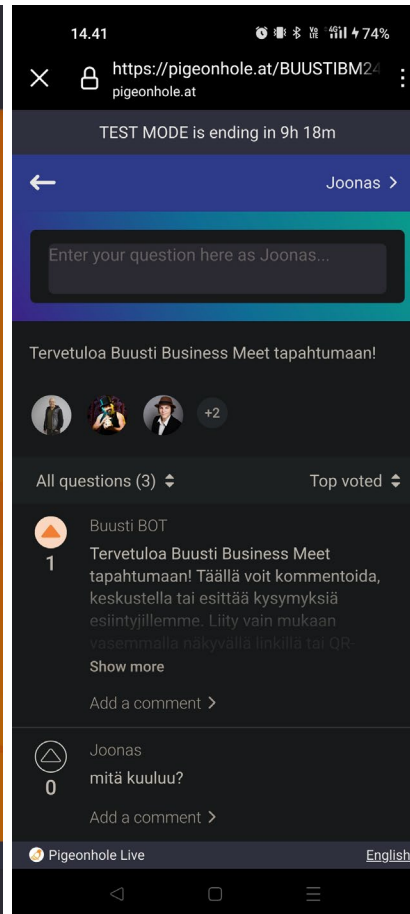 14.41
VoLTE 4G+ 74%
https://pigeonhole.at/BUUSTIBM24
pigeonhole.at
TEST MODE is ending in 9h 18m
Joonas
Enter your question here as Joonas...
Tervetuloa Buusti Business Meet tapahtumaan!
+2
All questions (3)
Top voted
Buusti BOT
1
Tervetuloa Buusti Business Meet
tapahtumaan! Täällä voit kommentoida,
keskustella tai esittää kysymyksiä
esiintyjillemme. Liity vain mukaan
vasemmalla näkyvällä linkillä tai QR-
Show more
Add a comment
Joonas
0
mitä kuuluu?
Add a comment
Pigeonhole Live
English